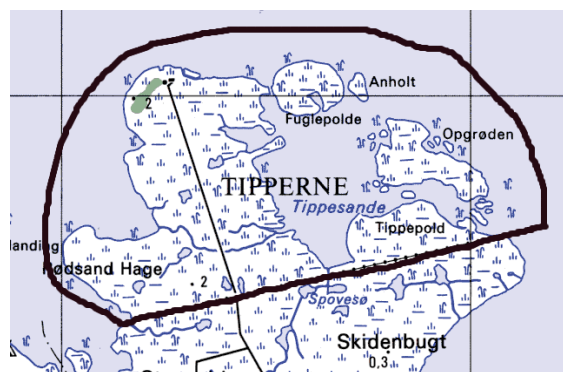 Anholt
2
Fuglepolde
Opgrøden
TIPPERNE
Tippesande
Tippepold
landing
Rødsand Hage
2
Spovesø
Skidenbugt
0,3